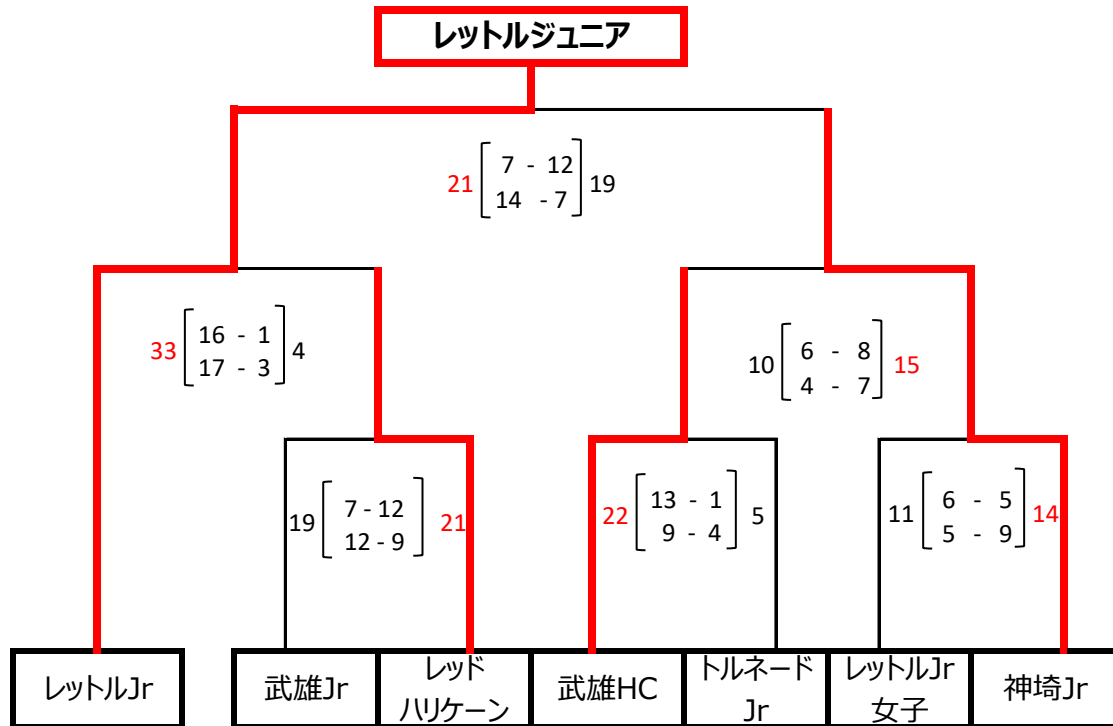 レットルジュニア
21 7 - 12 19
14 - 7
33 16 - 1 4
17 - 3
10 6 - 8 15
4 - 7
19 7 - 12 21
12 - 9
22 13 - 1 5
9 - 4
11 6 - 5 14
5 - 9
レットルJr
武雄Jr
レッド
ハリケーン
武雄HC
トルネード
Jr
レットルJr
女子
神埼Jr